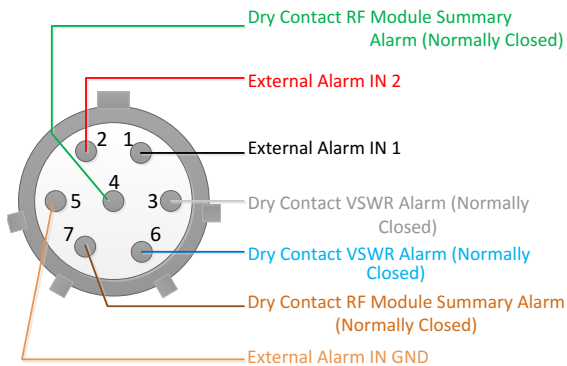 Dry Contact RF Module Summary
Alarm (Normally Closed)
External Alarm IN 2
2 1
External Alarm IN 1
4
5
3
Dry Contact VSWR Alarm (Normally
Closed)
7
6
Dry Contact VSWR Alarm (Normally
Closed)
Dry Contact RF Module Summary Alarm
(Normally Closed)
External Alarm IN GND